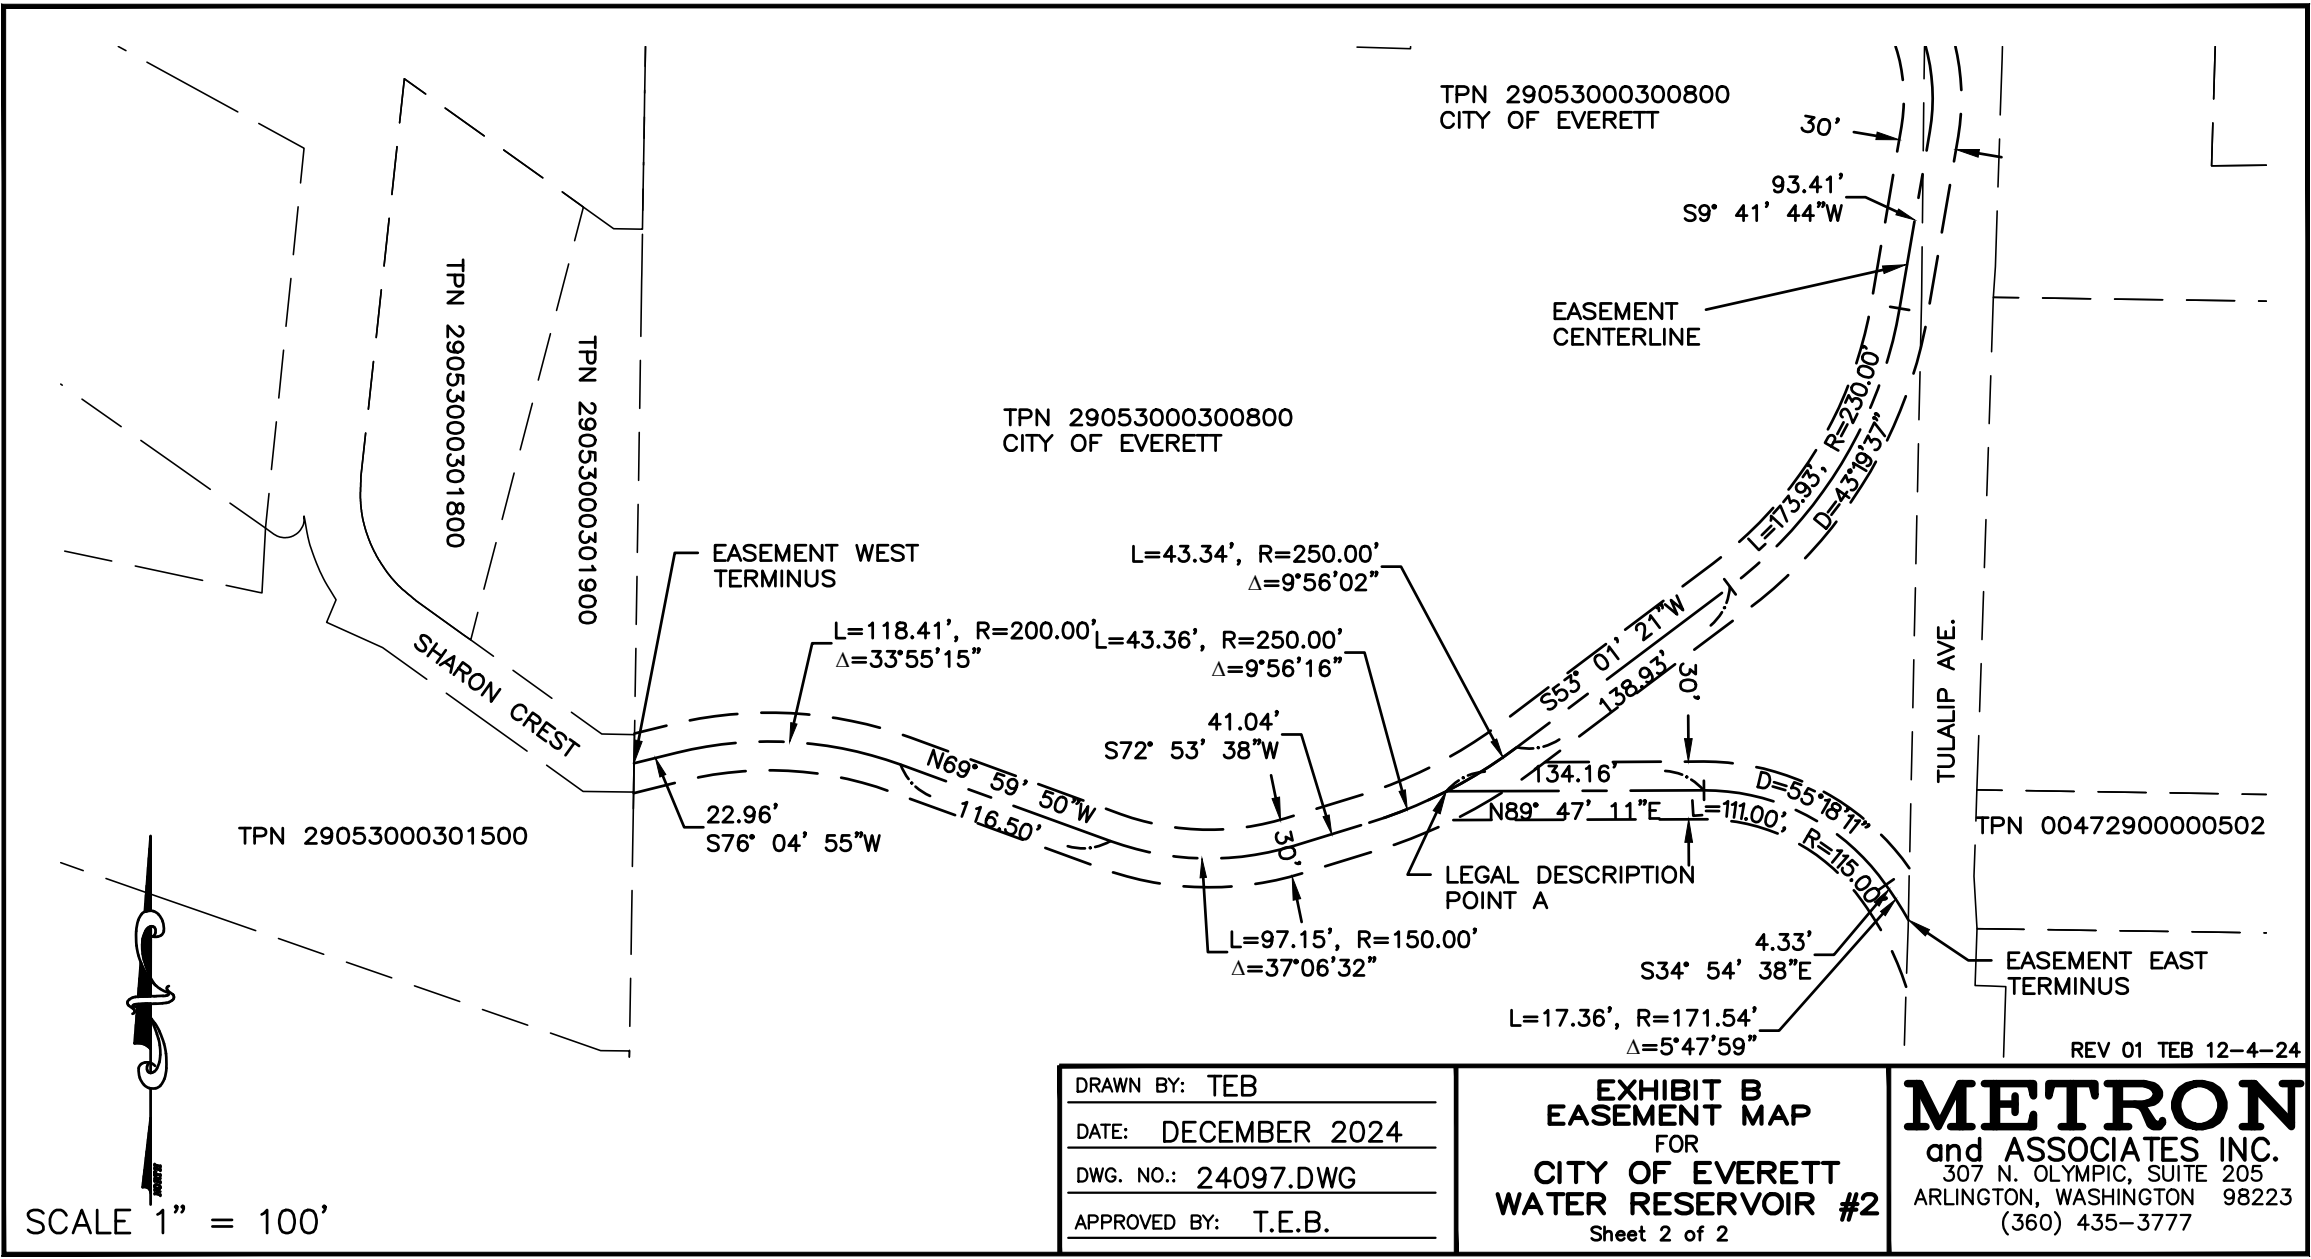 TPN 29053000300800
CITY OF EVERETT
30'
93.41'
S9° 41' 44"W
EASEMENT
CENTERLINE
TPN 29053000301800
TPN 29053000301900
L=173.93', R=230.00'
D=43°19'37"
TPN 29053000300800
CITY OF EVERETT
EASEMENT WEST
TERMINUS
L=43.34', R=250.00'
Δ=9°56'02"
L=118.41', R=200.00'
Δ=33°55'15"
L=43.36', R=250.00'
Δ=9°56'16"
S53° 01' 21"W
138.93'
30'
TULALIP AVE.
SHARON CREST
41.04'
S72° 53' 38"W
N69° 59' 50"W
116.50'
134.16'
N89° 47' 11"E
D=55°18'11"
L=111.00', R=115.00'
22.96'
S76° 04' 55"W
30'
TPN 29053000301500
TPN 00472900000502
LEGAL DESCRIPTION
POINT A
L=97.15', R=150.00'
Δ=37°06'32"
4.33'
S34° 54' 38"E
EASEMENT EAST
TERMINUS
L=17.36', R=171.54'
Δ=5°47'59"
REV 01 TEB 12-4-24
NORTH
SCALE 1" = 100'
DRAWN BY: TEB
DATE: DECEMBER 2024
DWG. NO.: 24097.DWG
APPROVED BY: T.E.B.
EXHIBIT B
EASEMENT MAP
FOR
CITY OF EVERETT
WATER RESERVOIR #2
Sheet 2 of 2
METRON
and ASSOCIATES INC.
307 N. OLYMPIC, SUITE 205
ARLINGTON, WASHINGTON 98223
(360) 435-3777